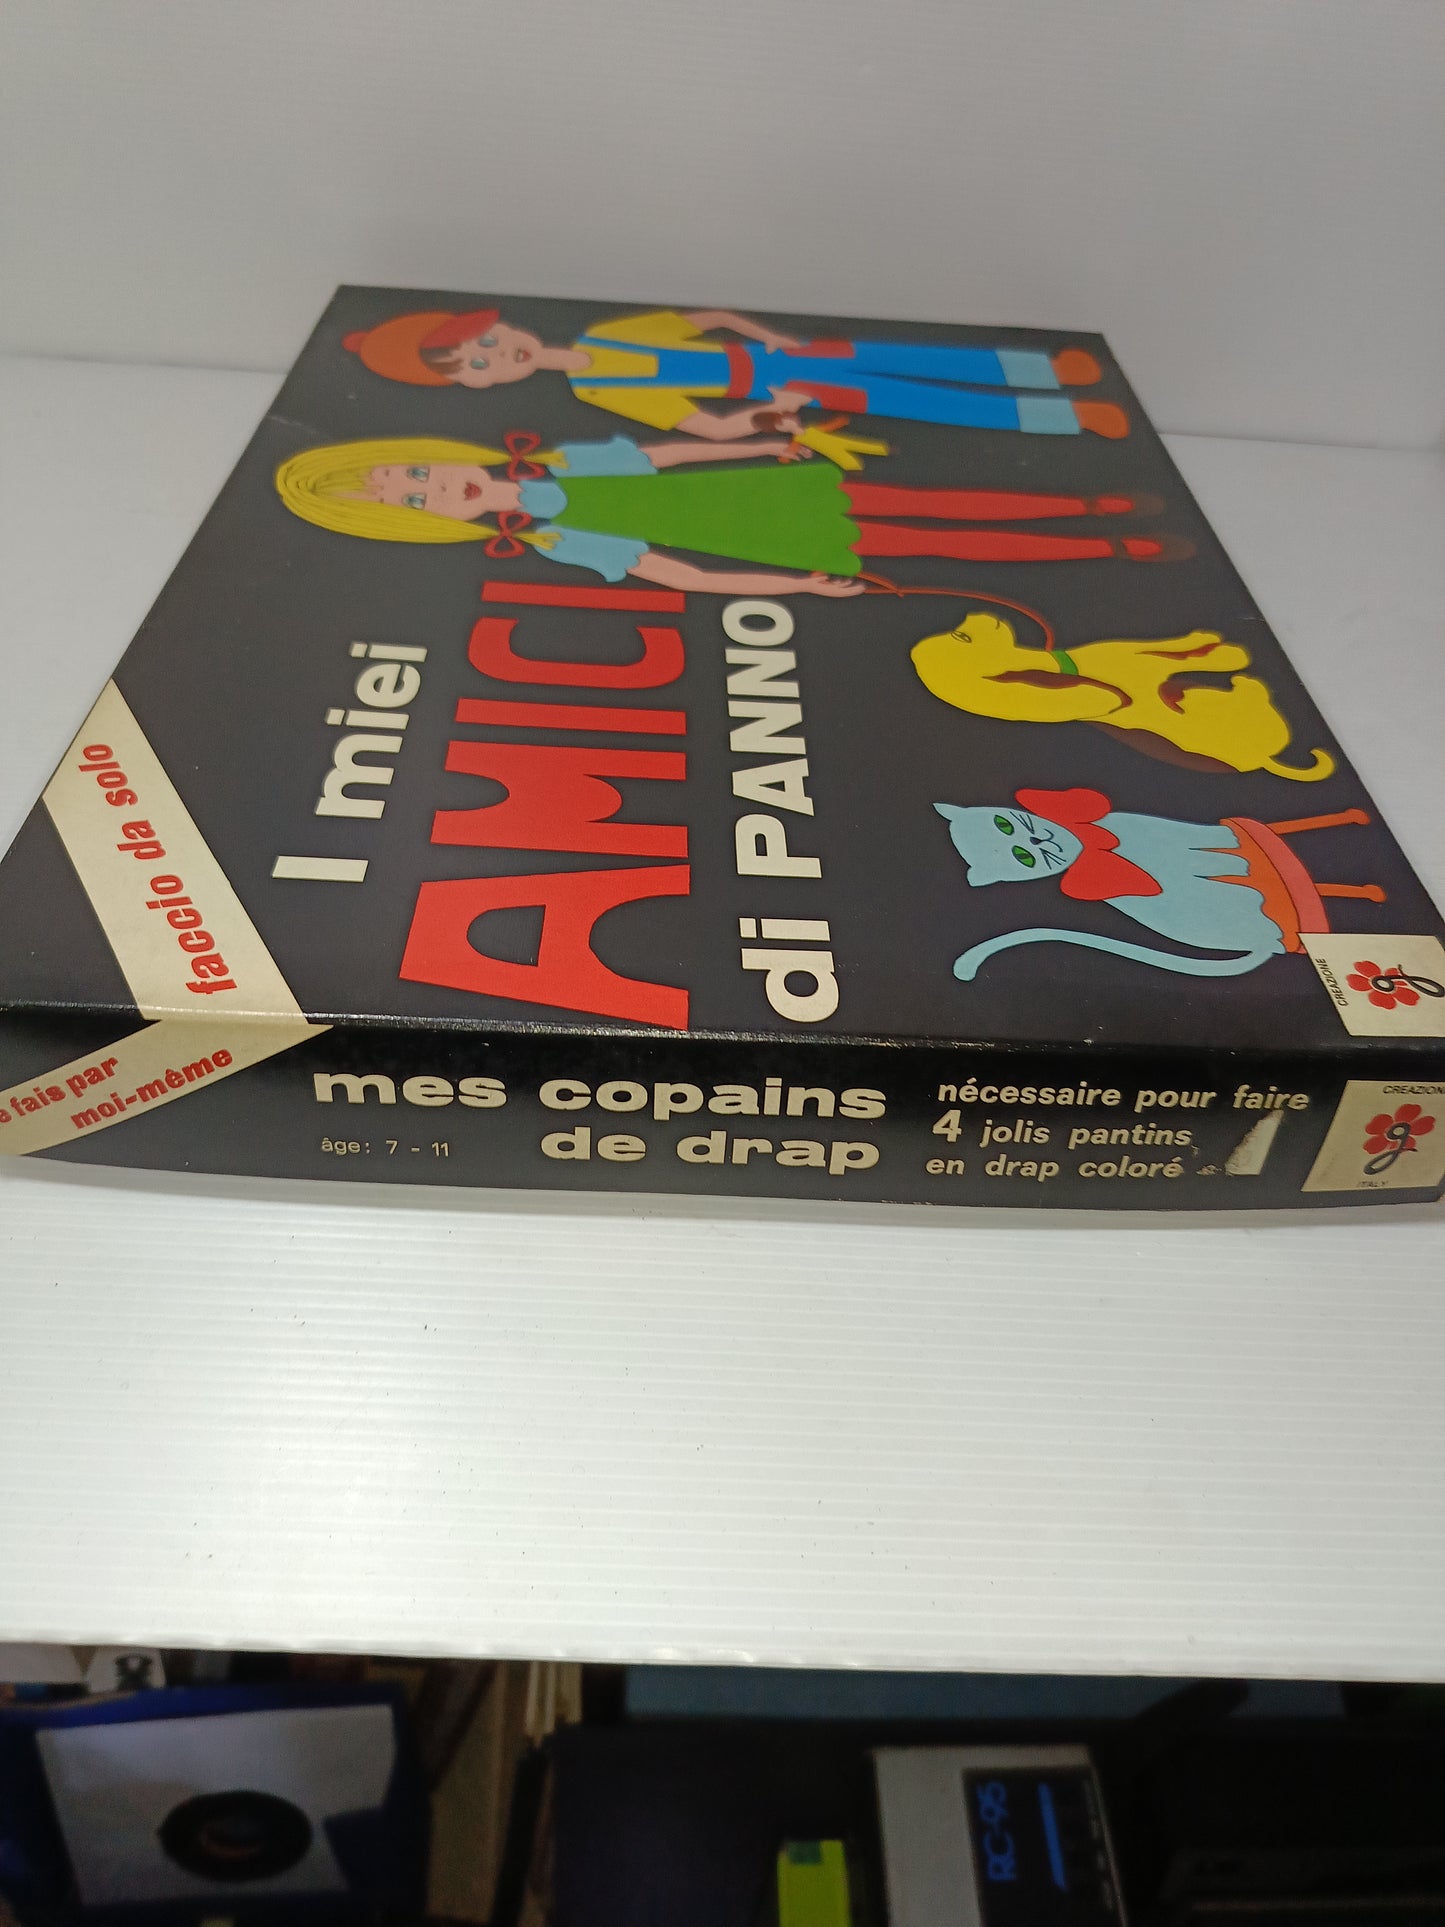 I miei
AMICI
di PANNO
faccio da solo
CREAZIONE
g
fais par
moi-même
mes copains
de drap
âge: 7 - 11
nécessaire pour faire
4 jolis pantins
en drap coloré
CREAZION
g
ITALY
RC-95